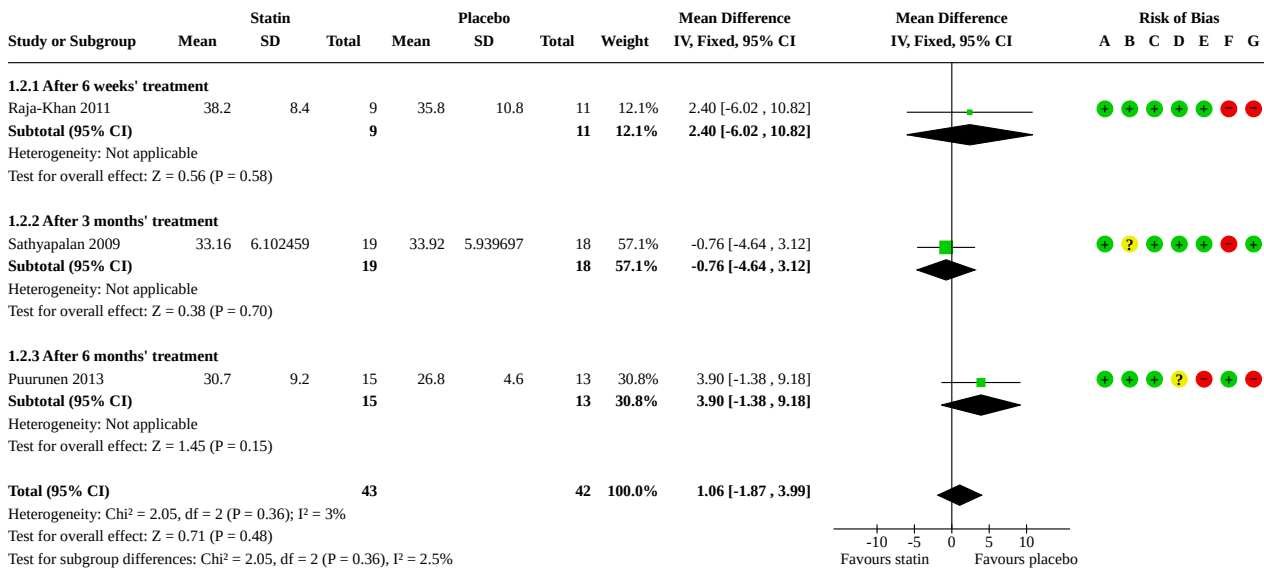 Statin Placebo Mean Difference Mean Difference Risk of Bias
Study or Subgroup Mean SD Total Mean SD Total Weight IV, Fixed, 95% CI IV, Fixed, 95% CI A B C D E F G
1.2.1 After 6 weeks' treatment
Raja-Khan 2011 38.2 8.4 9 35.8 10.8 11 12.1% 2.40 [-6.02 , 10.82] + + + + + − −
Subtotal (95% CI) 9 11 12.1% 2.40 [-6.02 , 10.82]
Heterogeneity: Not applicable
Test for overall effect: Z = 0.56 (P = 0.58)
1.2.2 After 3 months' treatment
Sathyapalan 2009 33.16 6.102459 19 33.92 5.939697 18 57.1% -0.76 [-4.64 , 3.12] + ? + + + − +
Subtotal (95% CI) 19 18 57.1% -0.76 [-4.64 , 3.12]
Heterogeneity: Not applicable
Test for overall effect: Z = 0.38 (P = 0.70)
1.2.3 After 6 months' treatment
Puurunen 2013 30.7 9.2 15 26.8 4.6 13 30.8% 3.90 [-1.38 , 9.18] + + + ? − + −
Subtotal (95% CI) 15 13 30.8% 3.90 [-1.38 , 9.18]
Heterogeneity: Not applicable
Test for overall effect: Z = 1.45 (P = 0.15)
Total (95% CI) 43 42 100.0% 1.06 [-1.87 , 3.99]
Heterogeneity: Chi² = 2.05, df = 2 (P = 0.36); I² = 3%
Test for overall effect: Z = 0.71 (P = 0.48)
-10 -5 0 5 10
Test for subgroup differences: Chi² = 2.05, df = 2 (P = 0.36), I² = 2.5% Favours statin Favours placebo